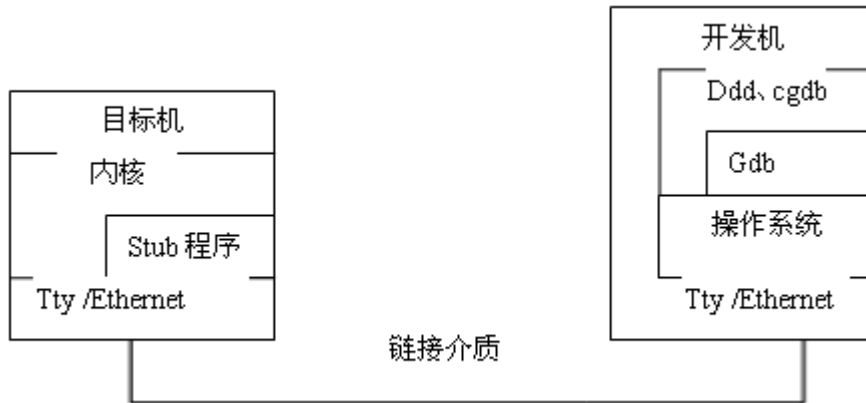 目标机
内核
Stub 程序
Tty /Ethernet
链接介质
开发机
Ddd、cgdb
Gdb
操作系统
Tty /Ethernet